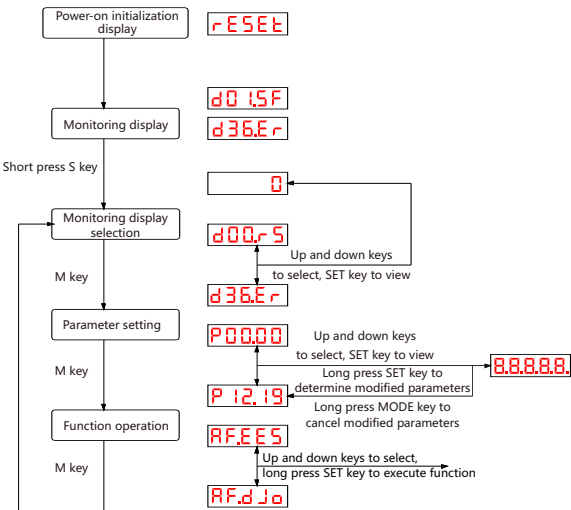 Power-on initialization
display
rESEt
d01.SF
Monitoring display
d36.Er
Short press S key
0
Monitoring display
selection
d00.rS
Up and down keys
to select, SET key to view
M key
d36.Er
Parameter setting
P00.00
Up and down keys
to select, SET key to view
8.8.8.8.8.
Long press SET key to
determine modified parameters
M key
P12.19
Long press MODE key to
cancel modified parameters
Function operation
AF.EES
Up and down keys to select,
long press SET key to execute function
M key
AF.dJo